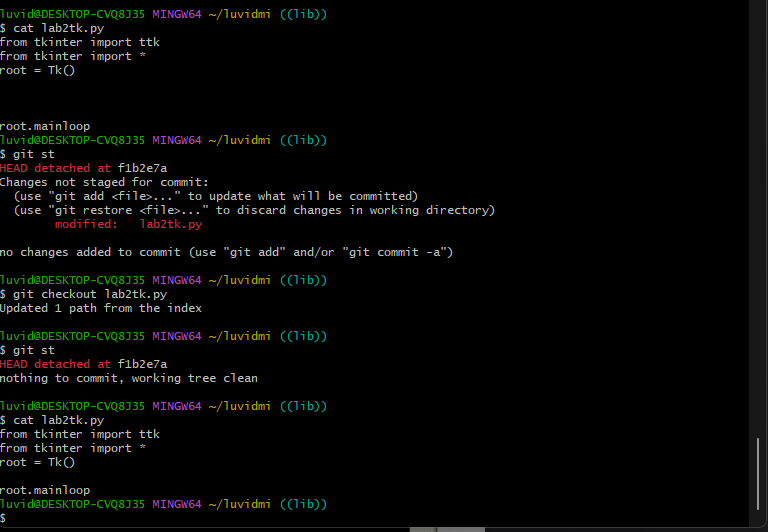 luvid@DESKTOP-CVQ8J35 MINGW64 ~/luvidmi ((lib))
$ cat lab2tk.py
from tkinter import ttk
from tkinter import *
root = Tk()
root.mainloop
luvid@DESKTOP-CVQ8J35 MINGW64 ~/luvidmi ((lib))
$ git st
HEAD detached at f1b2e7a
Changes not staged for commit:
  (use "git add <file>..." to update what will be committed)
  (use "git restore <file>..." to discard changes in working directory)
        modified:   lab2tk.py
no changes added to commit (use "git add" and/or "git commit -a")
luvid@DESKTOP-CVQ8J35 MINGW64 ~/luvidmi ((lib))
$ git checkout lab2tk.py
Updated 1 path from the index
luvid@DESKTOP-CVQ8J35 MINGW64 ~/luvidmi ((lib))
$ git st
HEAD detached at f1b2e7a
nothing to commit, working tree clean
luvid@DESKTOP-CVQ8J35 MINGW64 ~/luvidmi ((lib))
$ cat lab2tk.py
from tkinter import ttk
from tkinter import *
root = Tk()
root.mainloop
luvid@DESKTOP-CVQ8J35 MINGW64 ~/luvidmi ((lib))
$